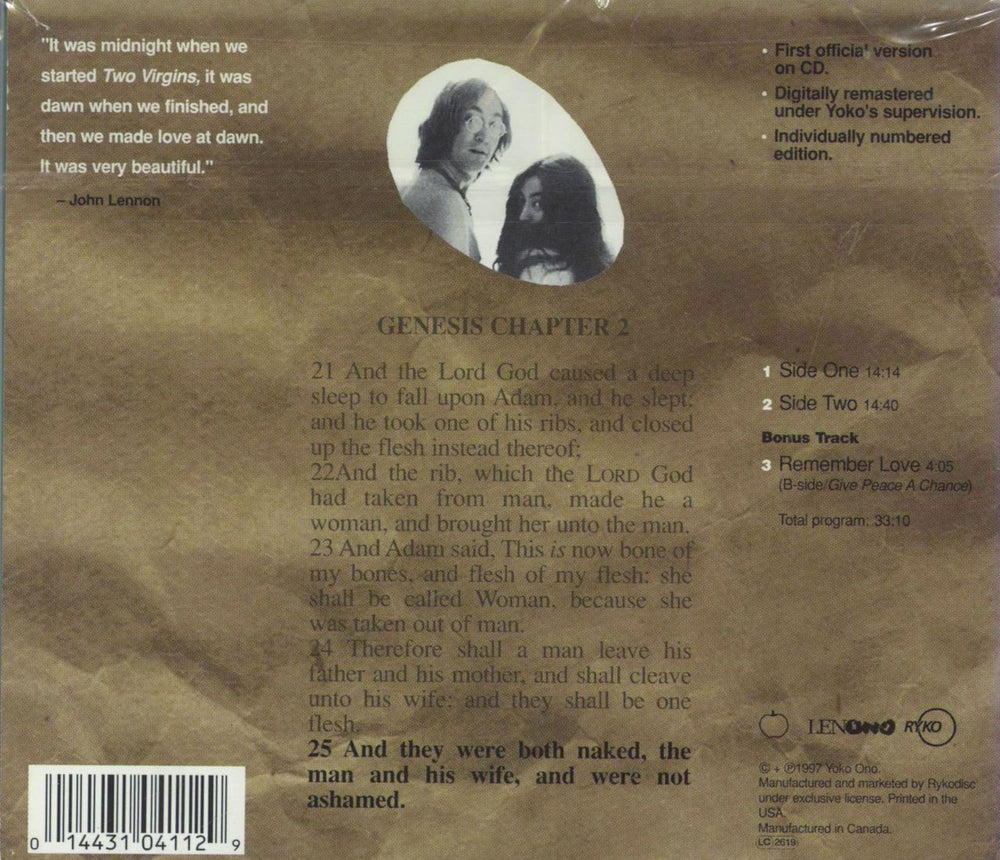 "It was midnight when we
started Two Virgins, it was
dawn when we finished, and
then we made love at dawn.
It was very beautiful."
– John Lennon
• First official version
on CD.
• Digitally remastered
under Yoko's supervision.
• Individually numbered
edition.
GENESIS CHAPTER 2
21 And the Lord God caused a deep
sleep to fall upon Adam, and he slept:
and he took one of his ribs, and closed
up the flesh instead thereof;
22And the rib, which the LORD God
had taken from man, made he a
woman, and brought her unto the man.
23 And Adam said, This is now bone of
my bones, and flesh of my flesh: she
shall be called Woman, because she
was taken out of man.
24 Therefore shall a man leave his
father and his mother, and shall cleave
unto his wife: and they shall be one
flesh.
25 And they were both naked, the
man and his wife, and were not
ashamed.
1 Side One 14:14
2 Side Two 14:40
Bonus Track
3 Remember Love 4:05
(B-side/Give Peace A Chance)
Total program: 33:10
LENONO RYKO
© + ℗1997 Yoko Ono.
Manufactured and marketed by Rykodisc
under exclusive license. Printed in the
USA.
Manufactured in Canada.
LC 2619
0 14431 04112 9